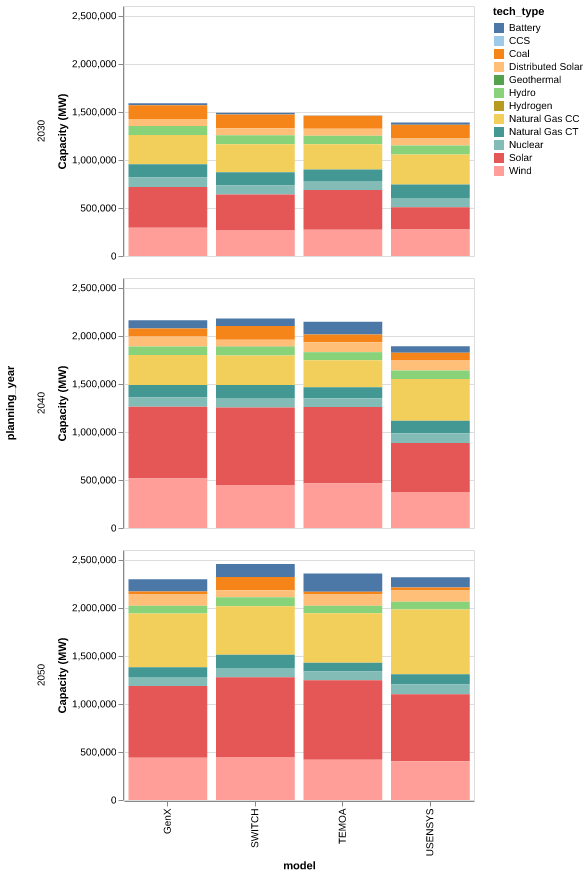 tech_type
Battery
CCS
Coal
Distributed Solar
Geothermal
Hydro
Hydrogen
Natural Gas CC
Natural Gas CT
Nuclear
Solar
Wind
planning_year
2030
Capacity (MW)
2,500,000
2,000,000
1,500,000
1,000,000
500,000
0
2040
Capacity (MW)
2,500,000
2,000,000
1,500,000
1,000,000
500,000
0
2050
Capacity (MW)
2,500,000
2,000,000
1,500,000
1,000,000
500,000
0
GenX
SWITCH
TEMOA
USENSYS
model